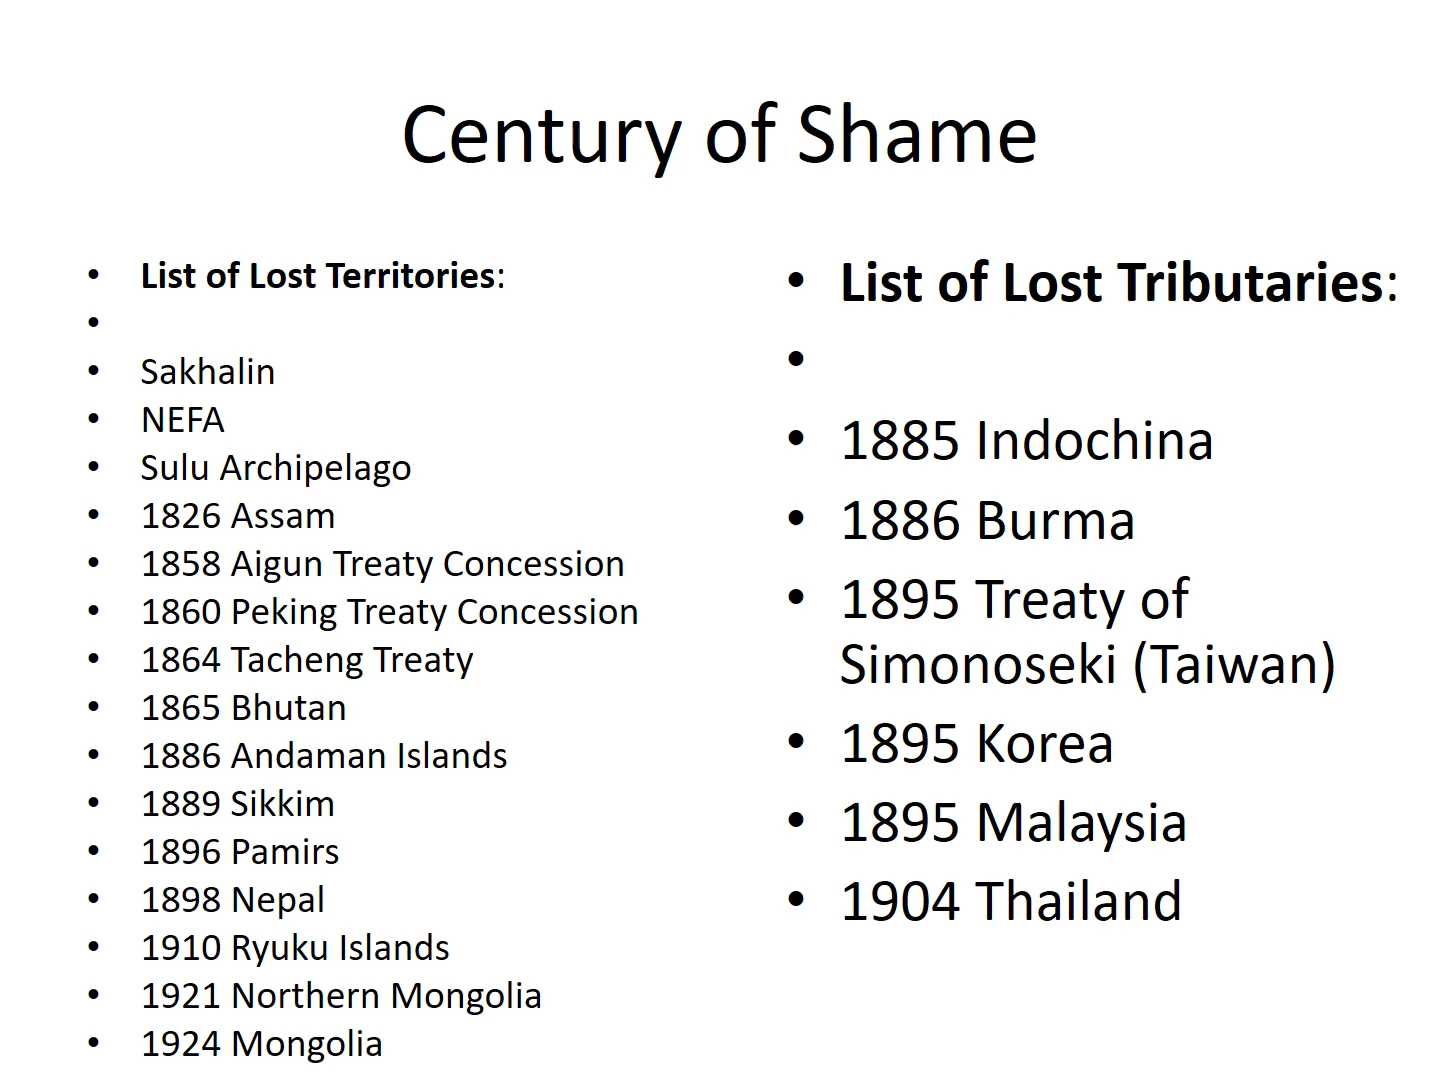 Century of Shame
• List of Lost Territories:
•
• Sakhalin
• NEFA
• Sulu Archipelago
• 1826 Assam
• 1858 Aigun Treaty Concession
• 1860 Peking Treaty Concession
• 1864 Tacheng Treaty
• 1865 Bhutan
• 1886 Andaman Islands
• 1889 Sikkim
• 1896 Pamirs
• 1898 Nepal
• 1910 Ryuku Islands
• 1921 Northern Mongolia
• 1924 Mongolia
• List of Lost Tributaries:
•
• 1885 Indochina
• 1886 Burma
• 1895 Treaty of
Simonoseki (Taiwan)
• 1895 Korea
• 1895 Malaysia
• 1904 Thailand